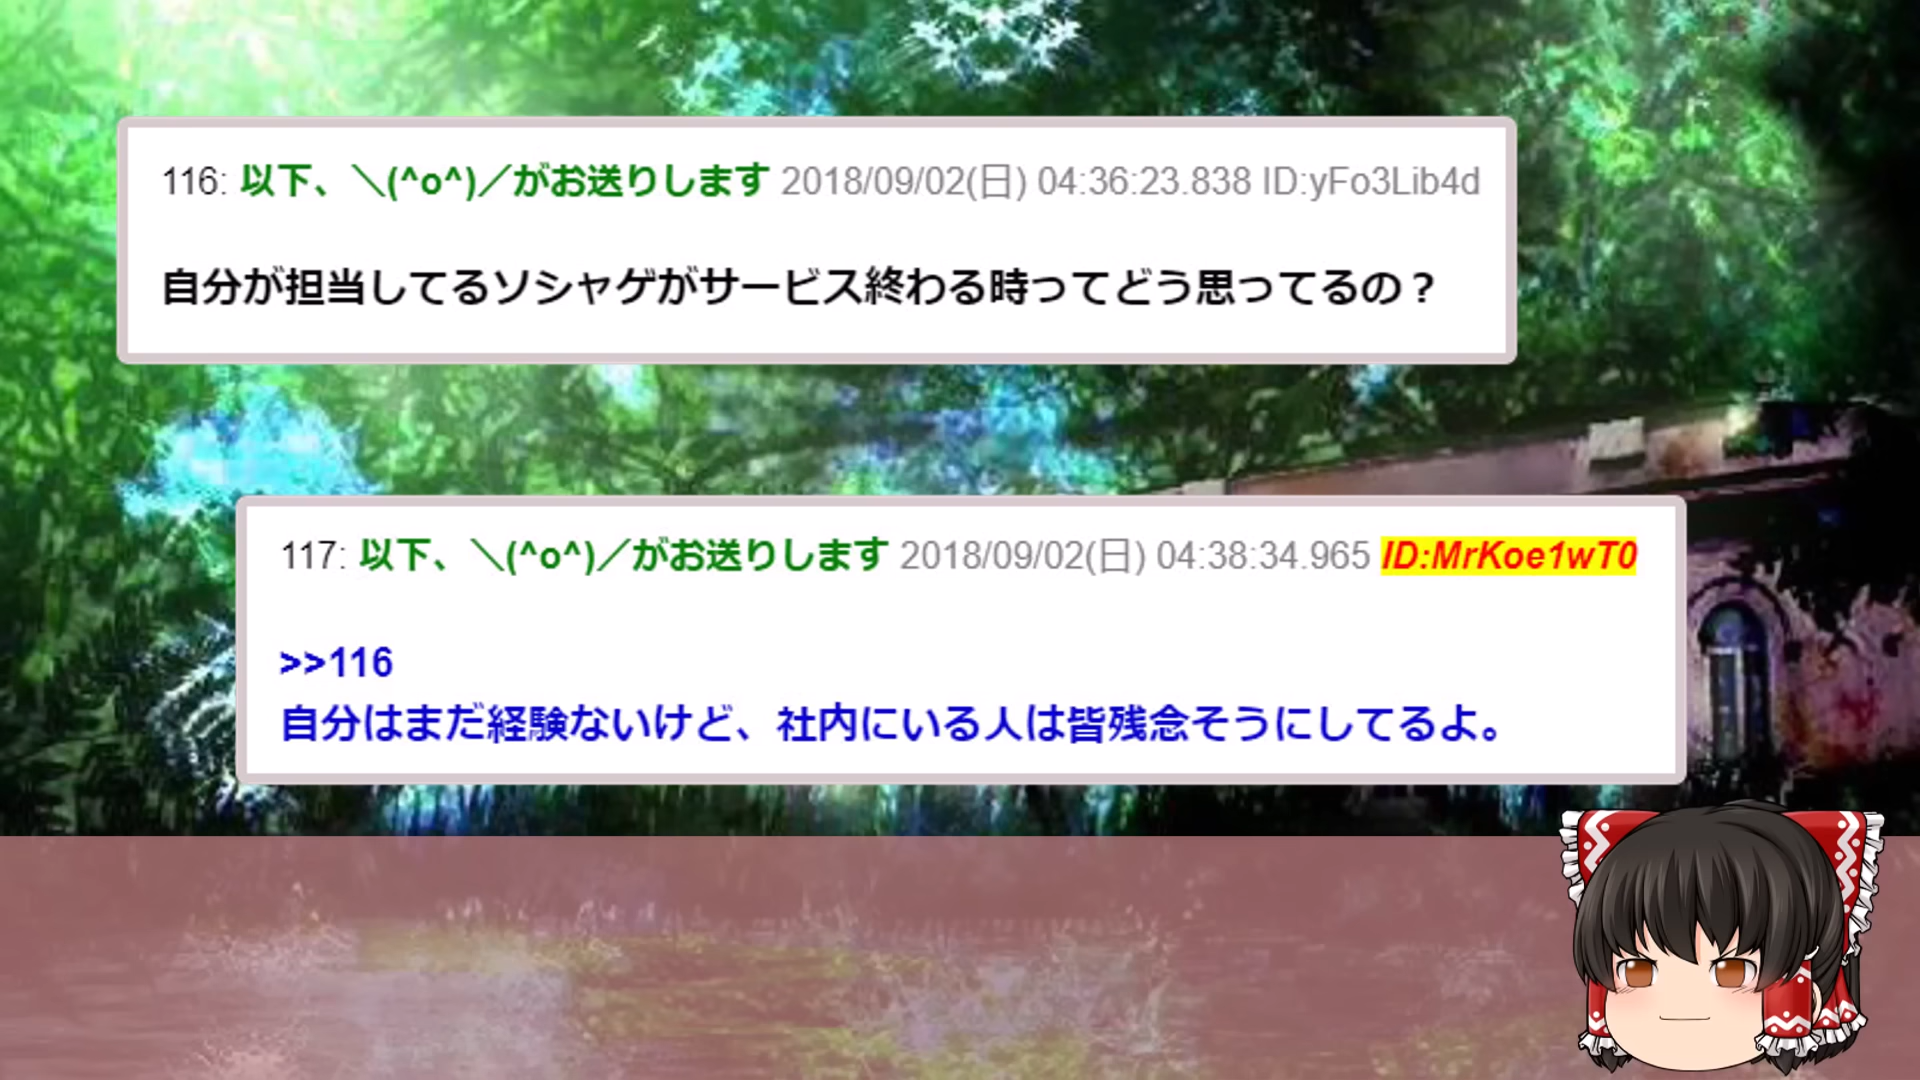 116: 以下、＼(^o^)／がお送りします 2018/09/02(日) 04:36:23.838 ID:yFo3Lib4d
自分が担当してるソシャゲがサービス終わる時ってどう思ってるの？
117: 以下、＼(^o^)／がお送りします 2018/09/02(日) 04:38:34.965 ID:MrKoe1wT0
>>116
自分はまだ経験ないけど、社内にいる人は皆残念そうにしてるよ。